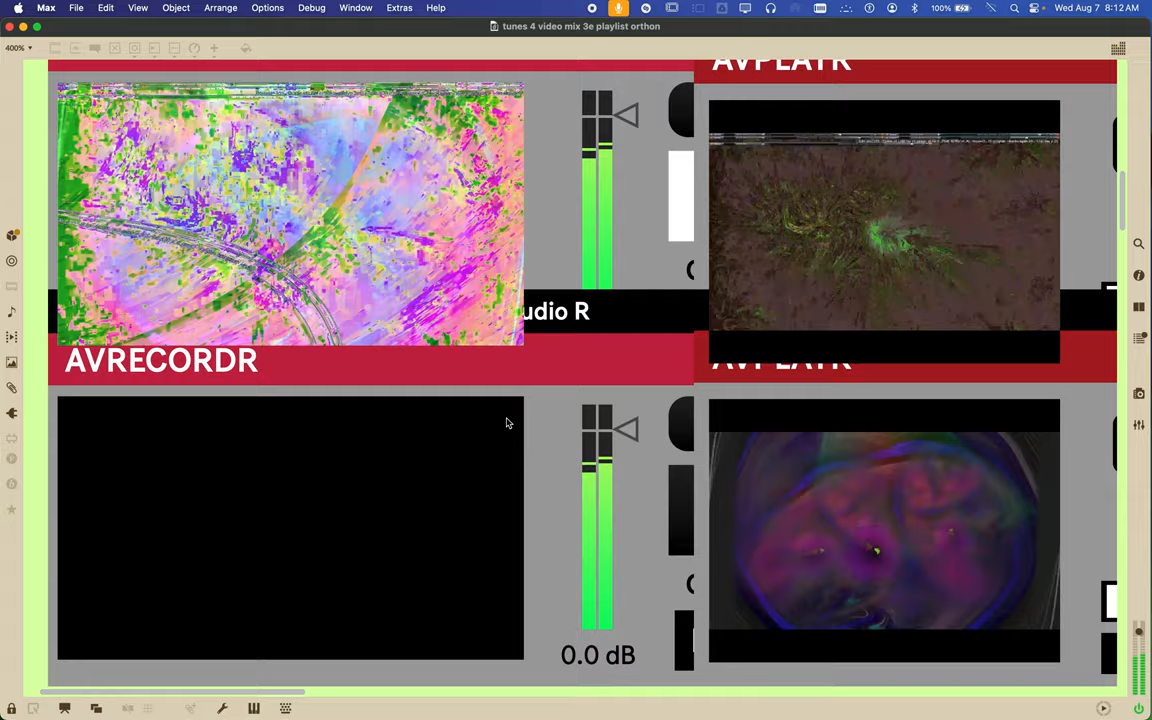 Max File Edit View Object Arrange Options Debug Window Extras Help 100% Wed Aug 7 8:12 AM
tunes 4 video mix 3e playlist orthon
400%
AVPLAYR
udio R
AVRECORDR
AVPLAYR
0.0 dB